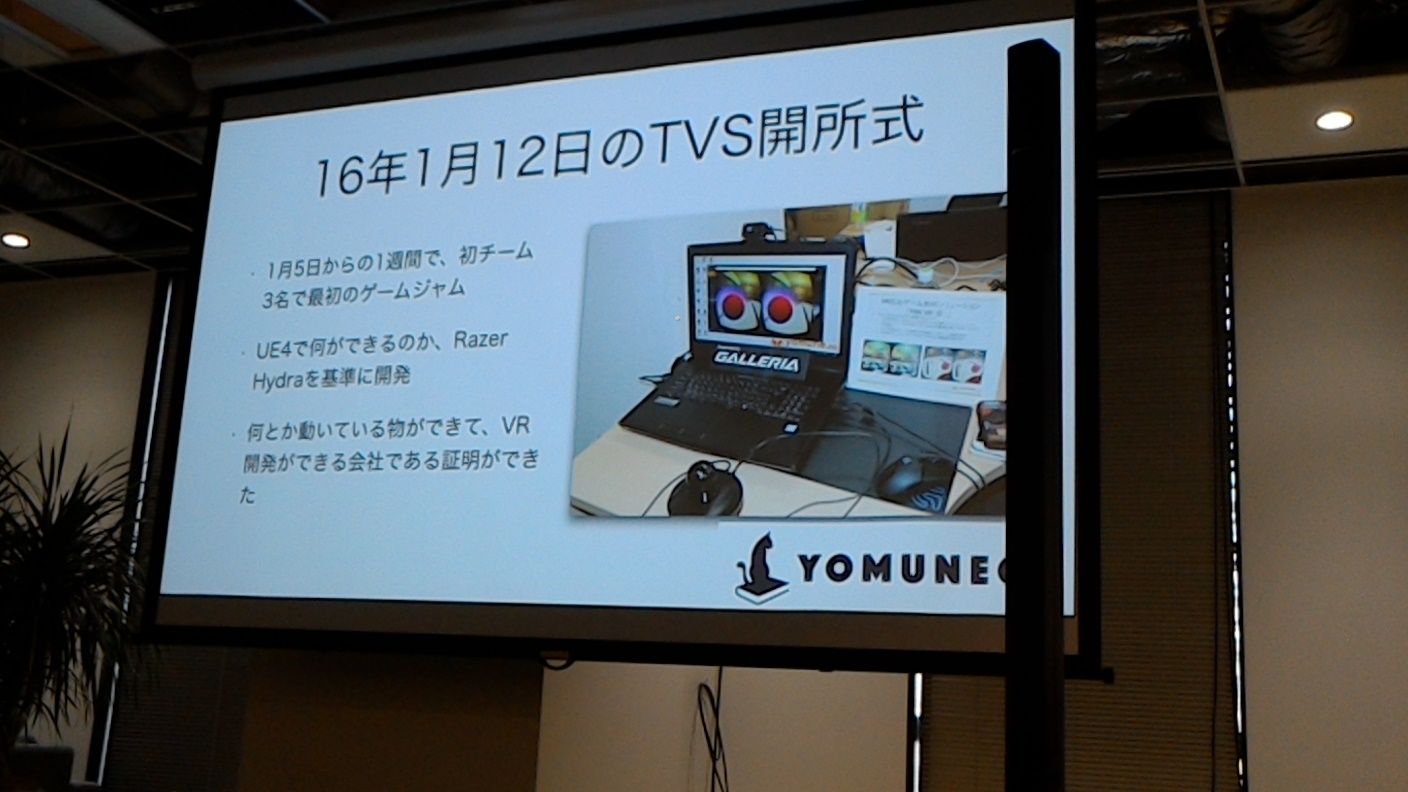 16年1月12日のTVS開所式
・ 1月5日からの1週間で、初チーム
3名で最初のゲームジャム
・ UE4で何ができるのか、Razer
Hydraを基準に開発
・ 何とか動いている物ができて、VR
開発ができる会社である証明ができ
た
GALLERIA
YOMUNE